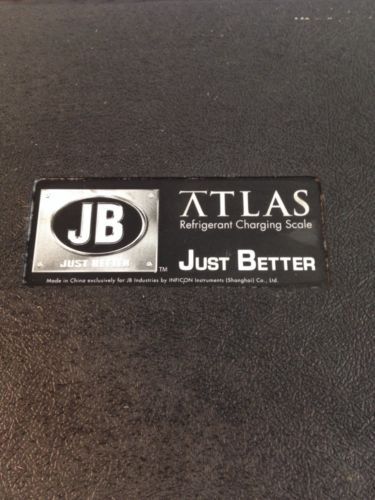 JB
JUST BETTER
TM
ATLAS
Refrigerant Charging Scale
JUST BETTER
Made in China exclusively for JB Industries by INFICON Instruments (Shanghai) Co., Ltd.